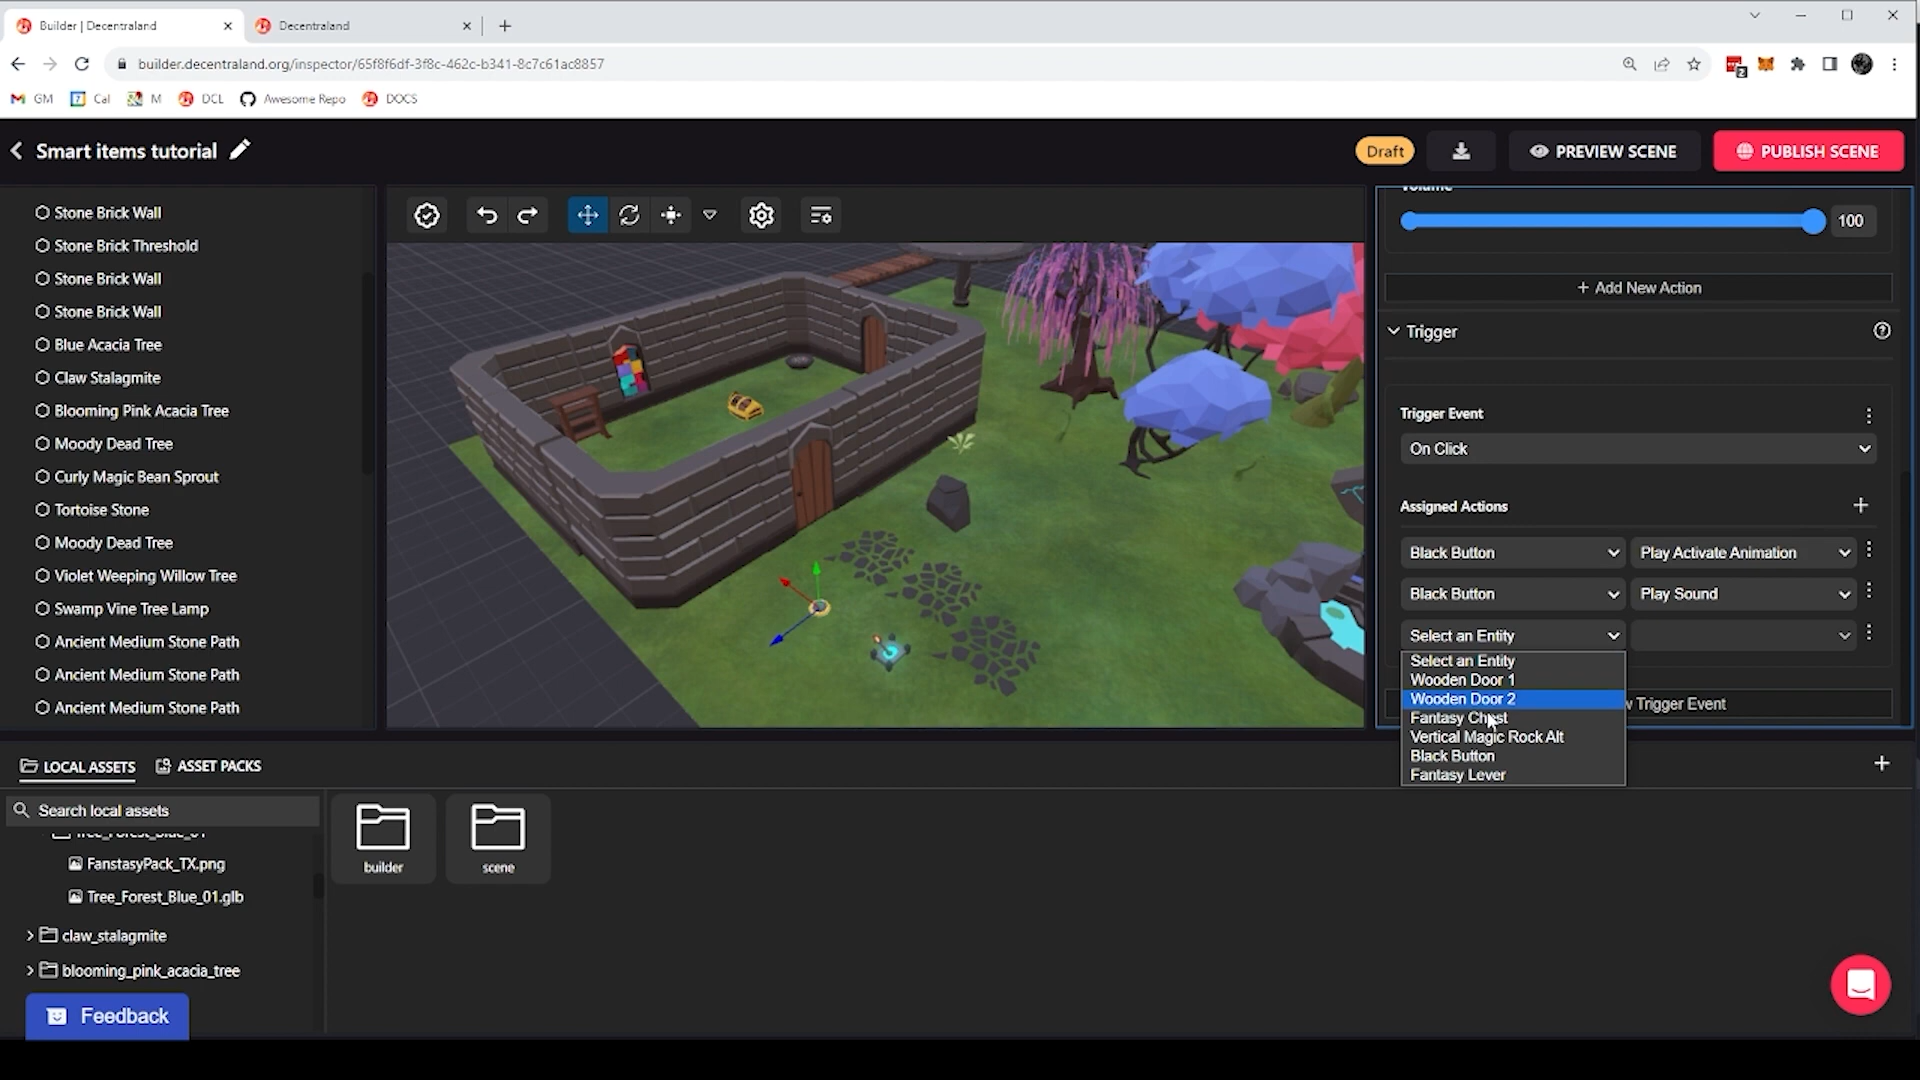 Builder | Decentraland
Decentraland
builder.decentraland.org/inspector/65f8f6df-3f8c-462c-b341-8c7c61ac8857
2
GM
7
Cal
M
DCL
Awesome Repo
DOCS
Smart items tutorial
Draft
PREVIEW SCENE
PUBLISH SCENE
Stone Brick Wall
Stone Brick Threshold
Stone Brick Wall
Stone Brick Wall
Blue Acacia Tree
Claw Stalagmite
Blooming Pink Acacia Tree
Moody Dead Tree
Curly Magic Bean Sprout
Tortoise Stone
Moody Dead Tree
Violet Weeping Willow Tree
Swamp Vine Tree Lamp
Ancient Medium Stone Path
Ancient Medium Stone Path
Ancient Medium Stone Path
Volume
100
+ Add New Action
Trigger
Trigger Event
On Click
Assigned Actions
Black Button
Play Activate Animation
Black Button
Play Sound
Select an Entity
Select an Entity
Wooden Door 1
Wooden Door 2
Fantasy Chest
Vertical Magic Rock Alt
Black Button
Fantasy Lever
w Trigger Event
LOCAL ASSETS
ASSET PACKS
Search local assets
Tree_Forest_Blue_01
FanstasyPack_TX.png
Tree_Forest_Blue_01.glb
claw_stalagmite
blooming_pink_acacia_tree
builder
scene
Feedback